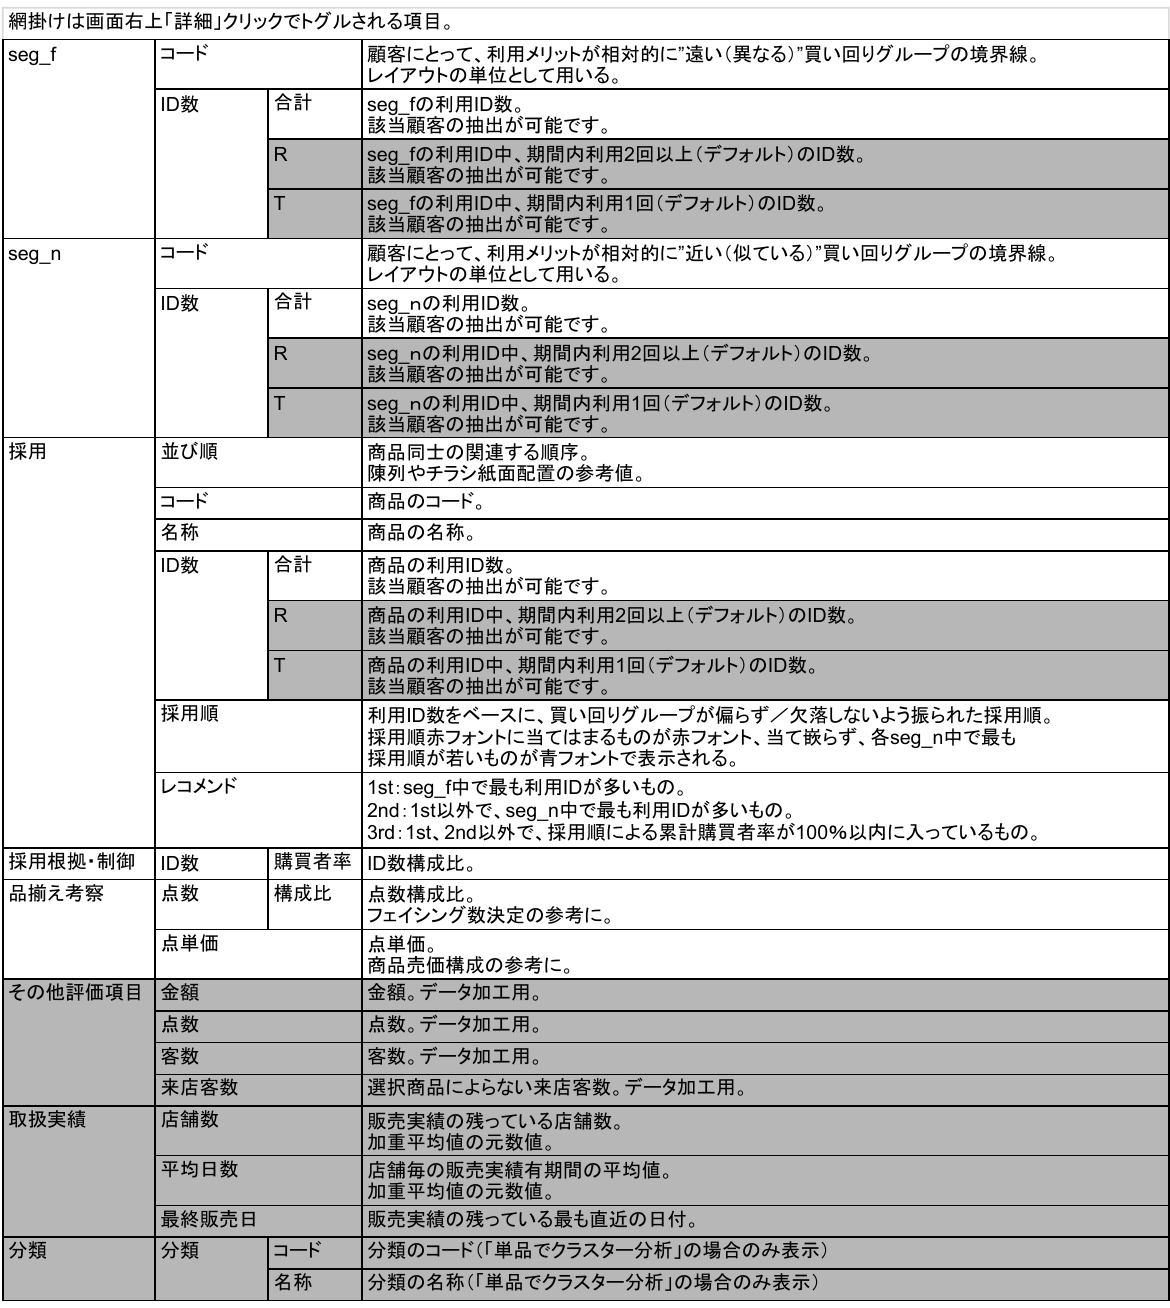 網掛けは画面右上「詳細」クリックでトグルされる項目。
seg_f
コード
顧客にとって、利用メリットが相対的に”遠い（異なる）”買い回りグループの境界線。
レイアウトの単位として用いる。
ID数
合計
seg_fの利用ID数。
該当顧客の抽出が可能です。
R
seg_fの利用ID中、期間内利用2回以上（デフォルト）のID数。
該当顧客の抽出が可能です。
T
seg_fの利用ID中、期間内利用1回（デフォルト）のID数。
該当顧客の抽出が可能です。
seg_n
コード
顧客にとって、利用メリットが相対的に”近い（似ている）”買い回りグループの境界線。
レイアウトの単位として用いる。
ID数
合計
seg_ｎの利用ID数。
該当顧客の抽出が可能です。
R
seg_ｎの利用ID中、期間内利用2回以上（デフォルト）のID数。
該当顧客の抽出が可能です。
T
seg_ｎの利用ID中、期間内利用1回（デフォルト）のID数。
該当顧客の抽出が可能です。
採用
並び順
商品同士の関連する順序。
陳列やチラシ紙面配置の参考値。
コード
商品のコード。
名称
商品の名称。
ID数
合計
商品の利用ID数。
該当顧客の抽出が可能です。
R
商品の利用ID中、期間内利用2回以上（デフォルト）のID数。
該当顧客の抽出が可能です。
T
商品の利用ID中、期間内利用1回（デフォルト）のID数。
該当顧客の抽出が可能です。
採用順
利用ID数をベースに、買い回りグループが偏らず／欠落しないよう振られた採用順。
採用順赤フォントに当てはまるものが赤フォント、当て嵌らず、各seg_n中で最も
採用順が若いものが青フォントで表示される。
レコメンド
1st：seg_f中で最も利用IDが多いもの。
2nd：1st以外で、seg_n中で最も利用IDが多いもの。
3rd：1st、2nd以外で、採用順による累計購買者率が100％以内に入っているもの。
採用根拠・制御
ID数
購買者率
ID数構成比。
品揃え考察
点数
構成比
点数構成比。
フェイシング数決定の参考に。
点単価
点単価。
商品売価構成の参考に。
その他評価項目
金額
金額。データ加工用。
点数
点数。データ加工用。
客数
客数。データ加工用。
来店客数
選択商品によらない来店客数。データ加工用。
取扱実績
店舗数
販売実績の残っている店舗数。
加重平均値の元数値。
平均日数
店舗毎の販売実績有期間の平均値。
加重平均値の元数値。
最終販売日
販売実績の残っている最も直近の日付。
分類
分類
コード
分類のコード（「単品でクラスター分析」の場合のみ表示）
名称
分類の名称（「単品でクラスター分析」の場合のみ表示）